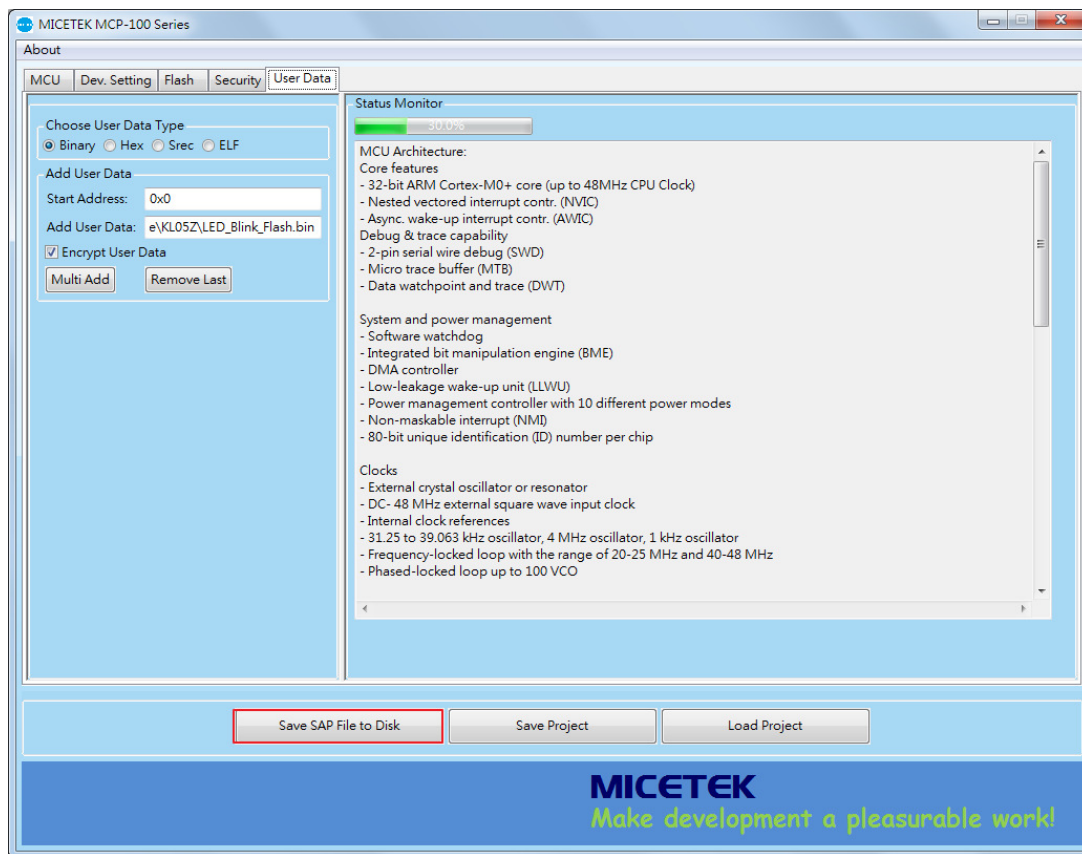 MICETEK MCP-100 Series
About
MCU Dev. Setting Flash Security User Data
Choose User Data Type
Binary Hex Srec ELF
Add User Data
Start Address: 0x0
Add User Data: e\KL05Z\LED_Blink_Flash.bin
Encrypt User Data
Multi Add Remove Last
Status Monitor
30.0%
MCU Architecture:
Core features
- 32-bit ARM Cortex-M0+ core (up to 48MHz CPU Clock)
- Nested vectored interrupt contr. (NVIC)
- Async. wake-up interrupt contr. (AWIC)
Debug & trace capability
- 2-pin serial wire debug (SWD)
- Micro trace buffer (MTB)
- Data watchpoint and trace (DWT)
System and power management
- Software watchdog
- Integrated bit manipulation engine (BME)
- DMA controller
- Low-leakage wake-up unit (LLWU)
- Power management controller with 10 different power modes
- Non-maskable interrupt (NMI)
- 80-bit unique identification (ID) number per chip
Clocks
- External crystal oscillator or resonator
- DC- 48 MHz external square wave input clock
- Internal clock references
- 31.25 to 39.063 kHz oscillator, 4 MHz oscillator, 1 kHz oscillator
- Frequency-locked loop with the range of 20-25 MHz and 40-48 MHz
- Phased-locked loop up to 100 VCO
Save SAP File to Disk Save Project Load Project
MICETEK
Make development a pleasurable work!